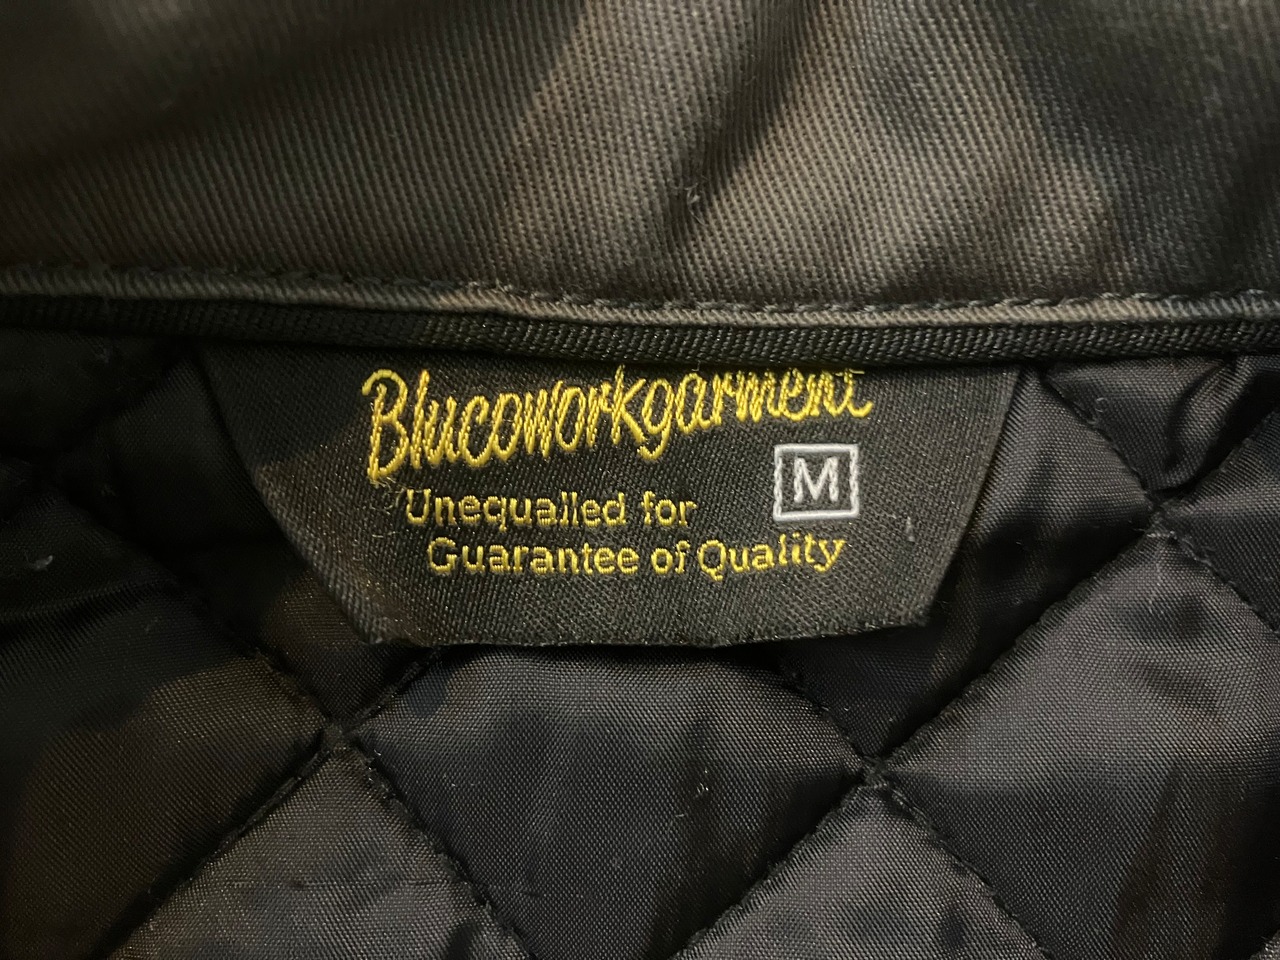 Blucoworkgarment
M
Unequalled for
Guarantee of Quality